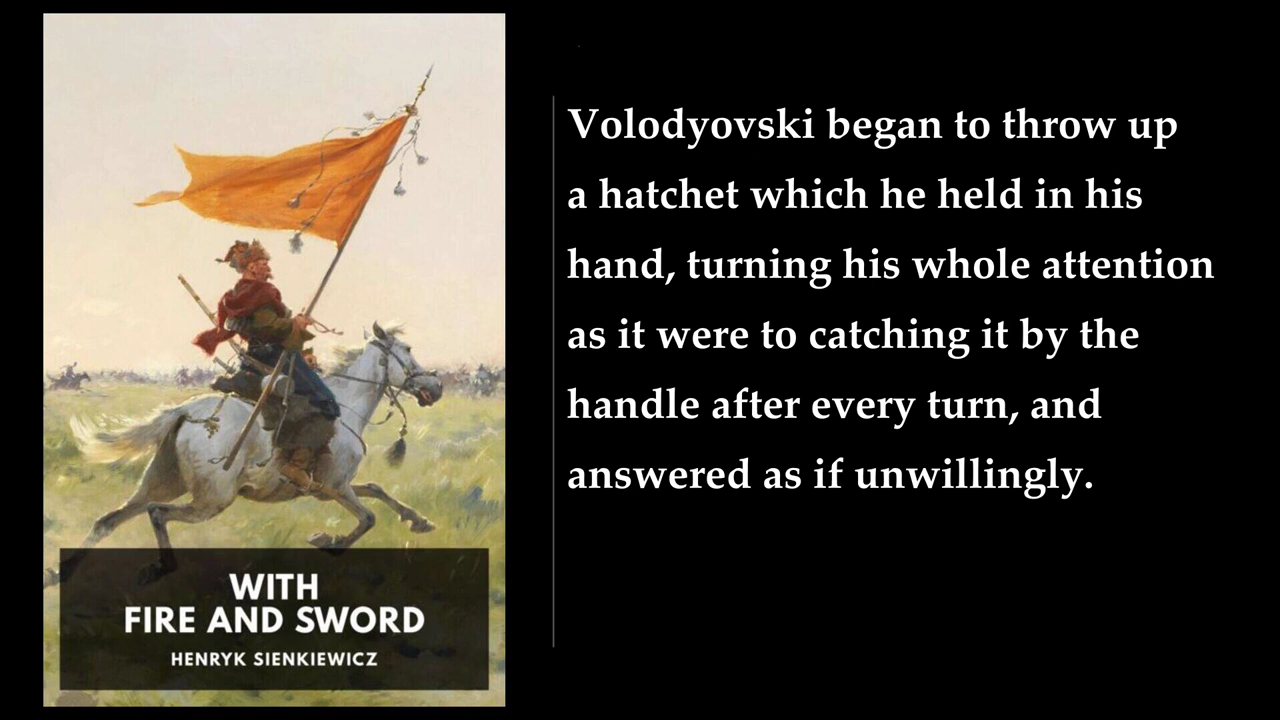 WITH
FIRE AND SWORD
HENRYK SIENKIEWICZ
Volodyovski began to throw up
a hatchet which he held in his
hand, turning his whole attention
as it were to catching it by the
handle after every turn, and
answered as if unwillingly.